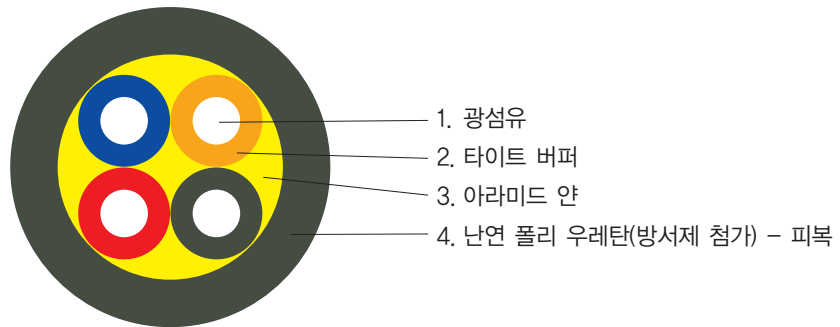 1. 광섬유
2. 타이트 버퍼
3. 아라미드 얀
4. 난연 폴리 우레탄(방서제 첨가) - 피복